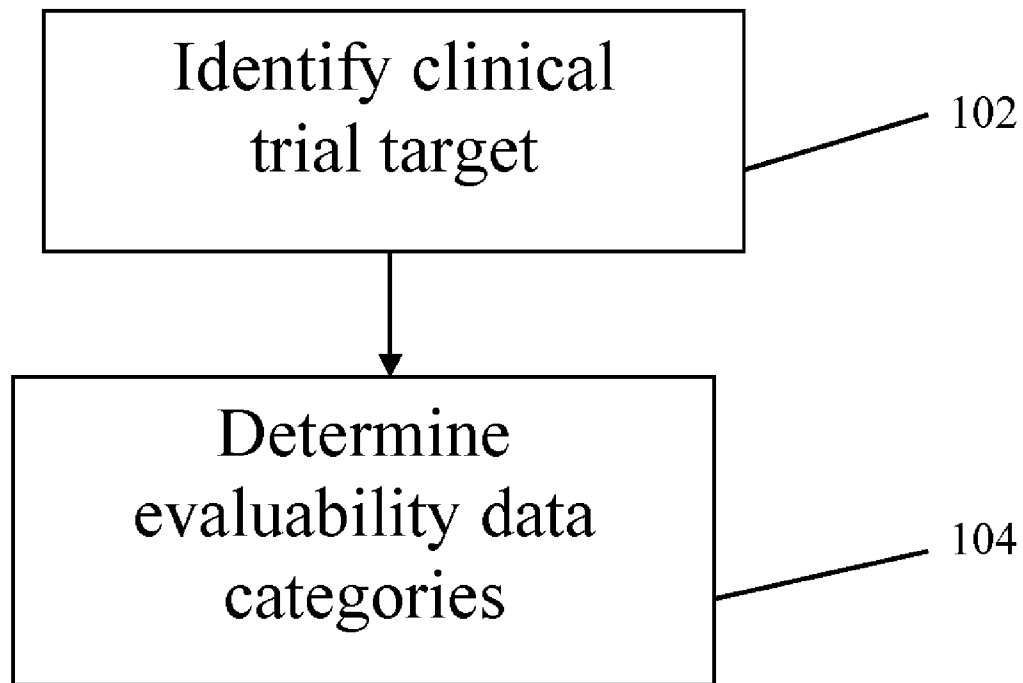 Identify clinical
trial target
102
Determine
evaluability data
categories
104